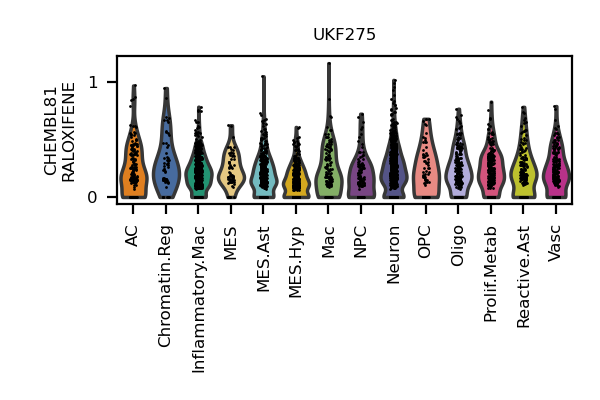 UKF275
CHEMBL81
RALOXIFENE
1
0
AC
Chromatin.Reg
Inflammatory.Mac
MES
MES.Ast
MES.Hyp
Mac
NPC
Neuron
OPC
Oligo
Prolif.Metab
Reactive.Ast
Vasc